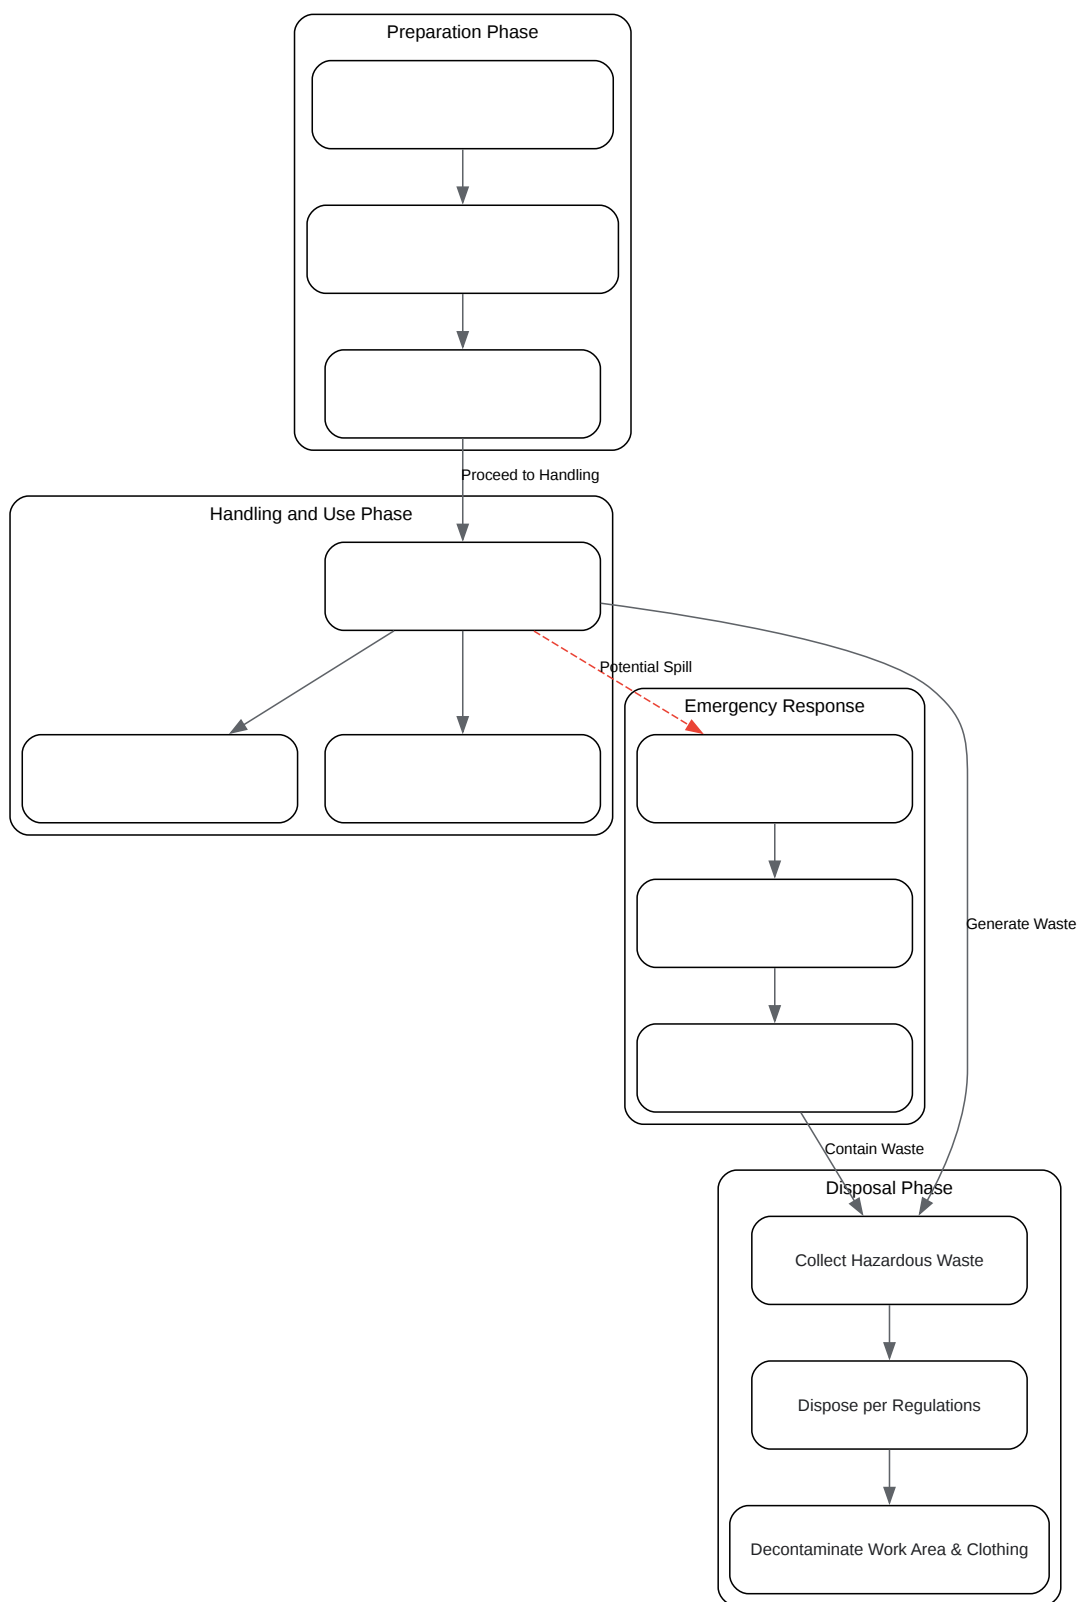 Preparation Phase
Proceed to Handling
Handling and Use Phase
Potential Spill
Emergency Response
Generate Waste
Contain Waste
Disposal Phase
Collect Hazardous Waste
Dispose per Regulations
Decontaminate Work Area & Clothing